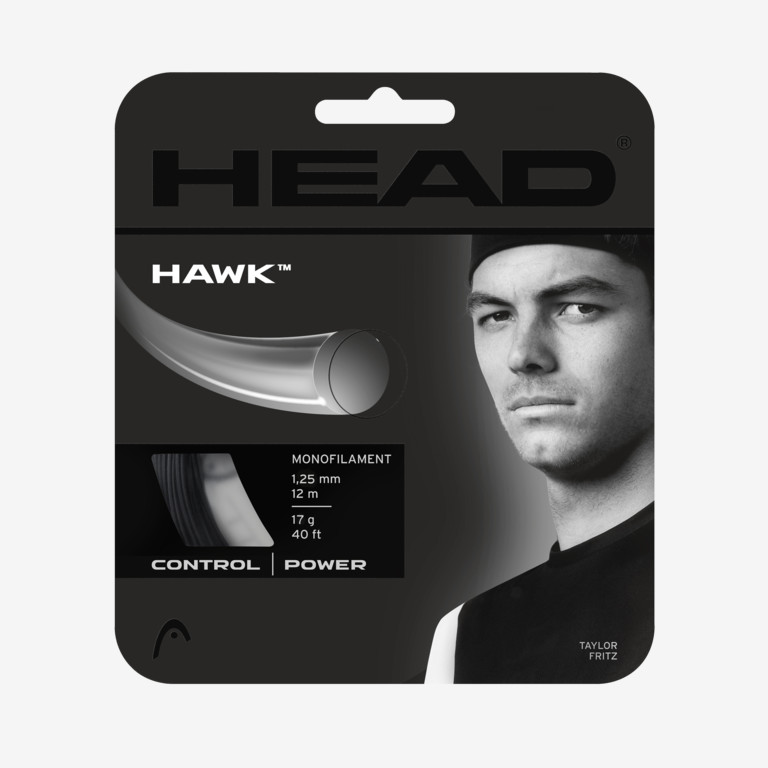 HEAD®
HAWK™
MONOFILAMENT
1,25 mm
12 m
17 g
40 ft
CONTROL | POWER
TAYLOR
FRITZ